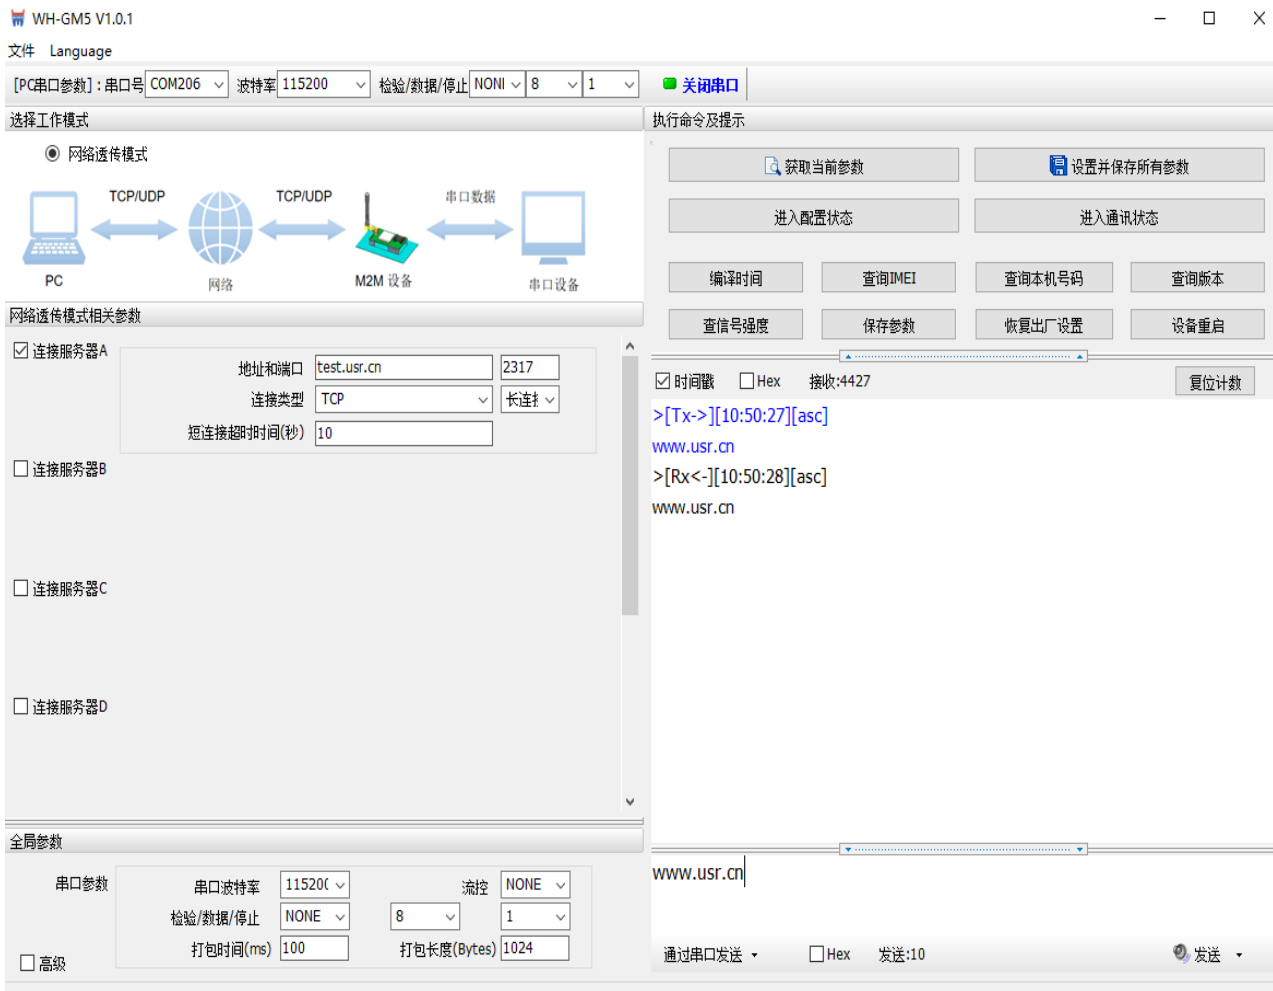 WH-GM5 V1.0.1
文件 Language
[PC串口参数]：串口号 COM206 波特率 115200 检验/数据/停止 NONI 8 1 关闭串口
选择工作模式
网络透传模式
TCP/UDP TCP/UDP 串口数据
PC 网络 M2M 设备 串口设备
网络透传模式相关参数
连接服务器A
地址和端口 test.usr.cn 2317
连接类型 TCP 长连接
短连接超时时间(秒) 10
连接服务器B
连接服务器C
连接服务器D
全局参数
串口参数
串口波特率 11520( 流控 NONE
检验/数据/停止 NONE 8 1
打包时间(ms) 100 打包长度(Bytes) 1024
高级
执行命令及提示
获取当前参数 设置并保存所有参数
进入配置状态 进入通讯状态
编译时间 查询IMEI 查询本机号码 查询版本
查信号强度 保存参数 恢复出厂设置 设备重启
时间戳 Hex 接收:4427 复位计数
>[Tx->][10:50:27][asc]
www.usr.cn
>[Rx<-][10:50:28][asc]
www.usr.cn
www.usr.cn
通过串口发送 Hex 发送:10 发送